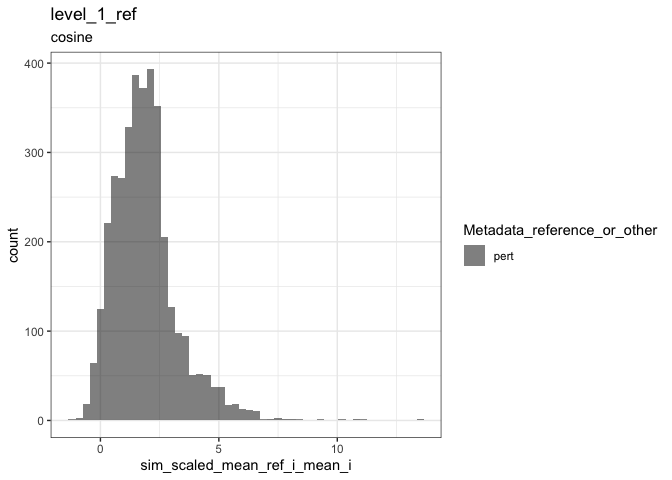 level_1_ref
cosine
400
300
200
100
0
count
0 5 10
sim_scaled_mean_ref_i_mean_i
Metadata_reference_or_other
pert